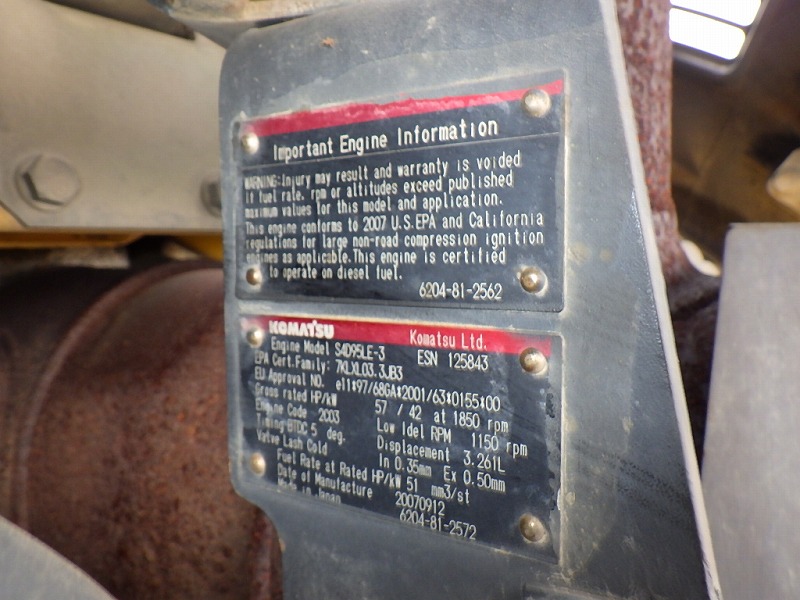 Important Engine Information
WARNING:Injury may result and warranty is voided
if fuel rate. rpm or altitudes exceed published
maximum values for this model and application.
This engine conforms to 2007 U.S.EPA and California
regulations for large non-road compression ignition
engines as applicable.This engine is certified
to operate on diesel fuel.
6204-81-2562
KOMATSU Komatsu Ltd.
Engine Model S4D95LE-3 ESN 125843
EPA Cert.Family: 7KLXL03.3JB3
EU Approval NO. e11*97/68GA*2001/63*0155*00
Gross rated HP/kW 57 / 42 at 1850 rpm
Engine Code 2003 Low Idel RPM 1150 rpm
Timing BTDC 5 deg. Displacement 3.261L
Valve Lash Cold In 0.35mm Ex 0.50mm
Fuel Rate at Rated HP/kW 51 mm3/st
Date of Manufacture 20070912
Made in Japan 6204-81-2572